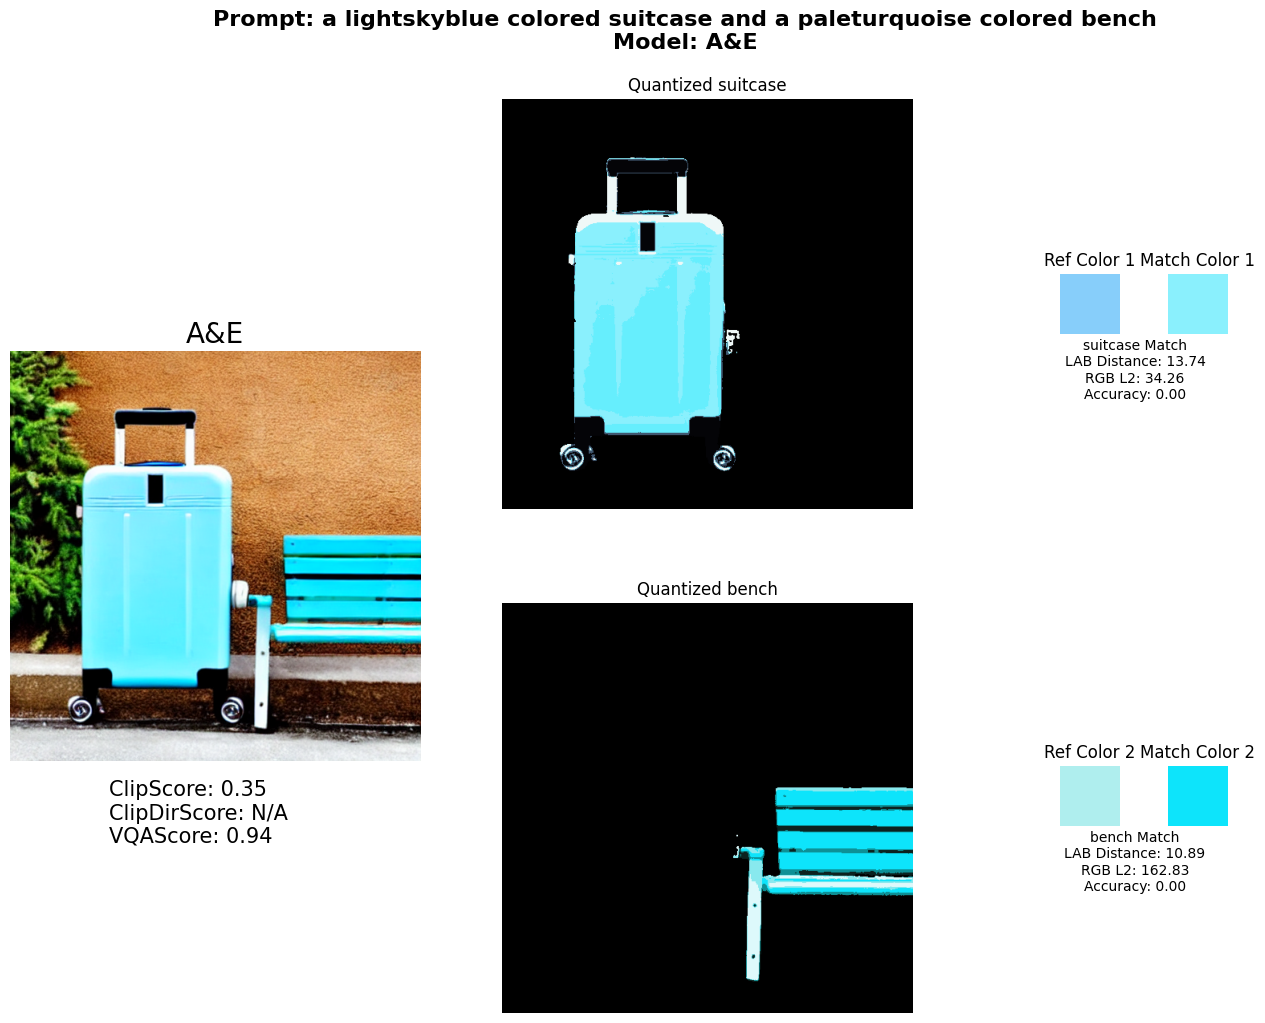 Prompt: a lightskyblue colored suitcase and a paleturquoise colored bench
Model: A&E
Quantized suitcase
Ref Color 1 Match Color 1
suitcase Match
LAB Distance: 13.74
RGB L2: 34.26
Accuracy: 0.00
A&E
ClipScore: 0.35
ClipDirScore: N/A
VQAScore: 0.94
Quantized bench
Ref Color 2 Match Color 2
bench Match
LAB Distance: 10.89
RGB L2: 162.83
Accuracy: 0.00